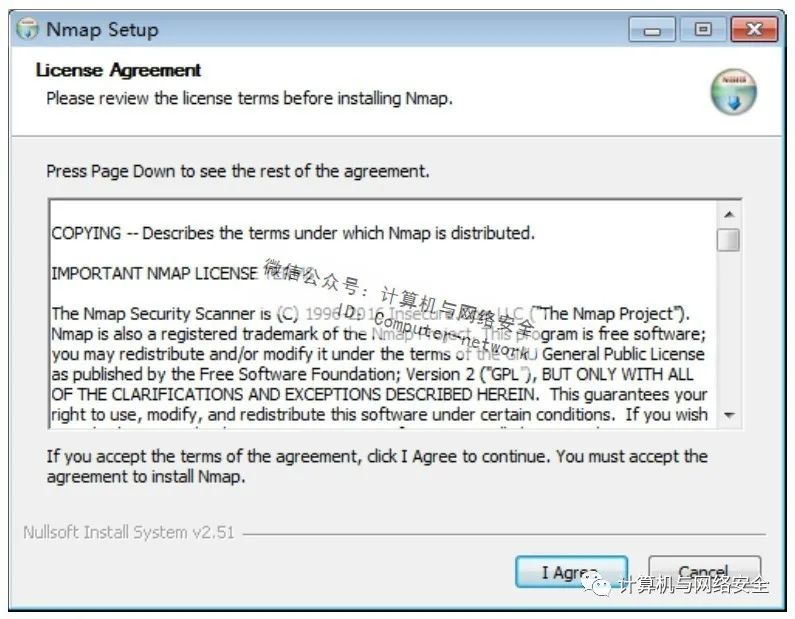 Nmap Setup
License Agreement
Please review the license terms before installing Nmap.
Press Page Down to see the rest of the agreement.
COPYING -- Describes the terms under which Nmap is distributed.
IMPORTANT NMAP LICENSE
微信公众号：计算机与网络安全
ID：Computer-network
The Nmap Security Scanner is (C) 1996-2016 Insecure.Com LLC ("The Nmap Project").
Nmap is also a registered trademark of the Nmap Project. This program is free software;
you may redistribute and/or modify it under the terms of the GNU General Public License
as published by the Free Software Foundation; Version 2 ("GPL"), BUT ONLY WITH ALL
OF THE CLARIFICATIONS AND EXCEPTIONS DESCRIBED HEREIN. This guarantees your
right to use, modify, and redistribute this software under certain conditions. If you wish
If you accept the terms of the agreement, click I Agree to continue. You must accept the
agreement to install Nmap.
Nullsoft Install System v2.51
I Agree
Cancel
计算机与网络安全